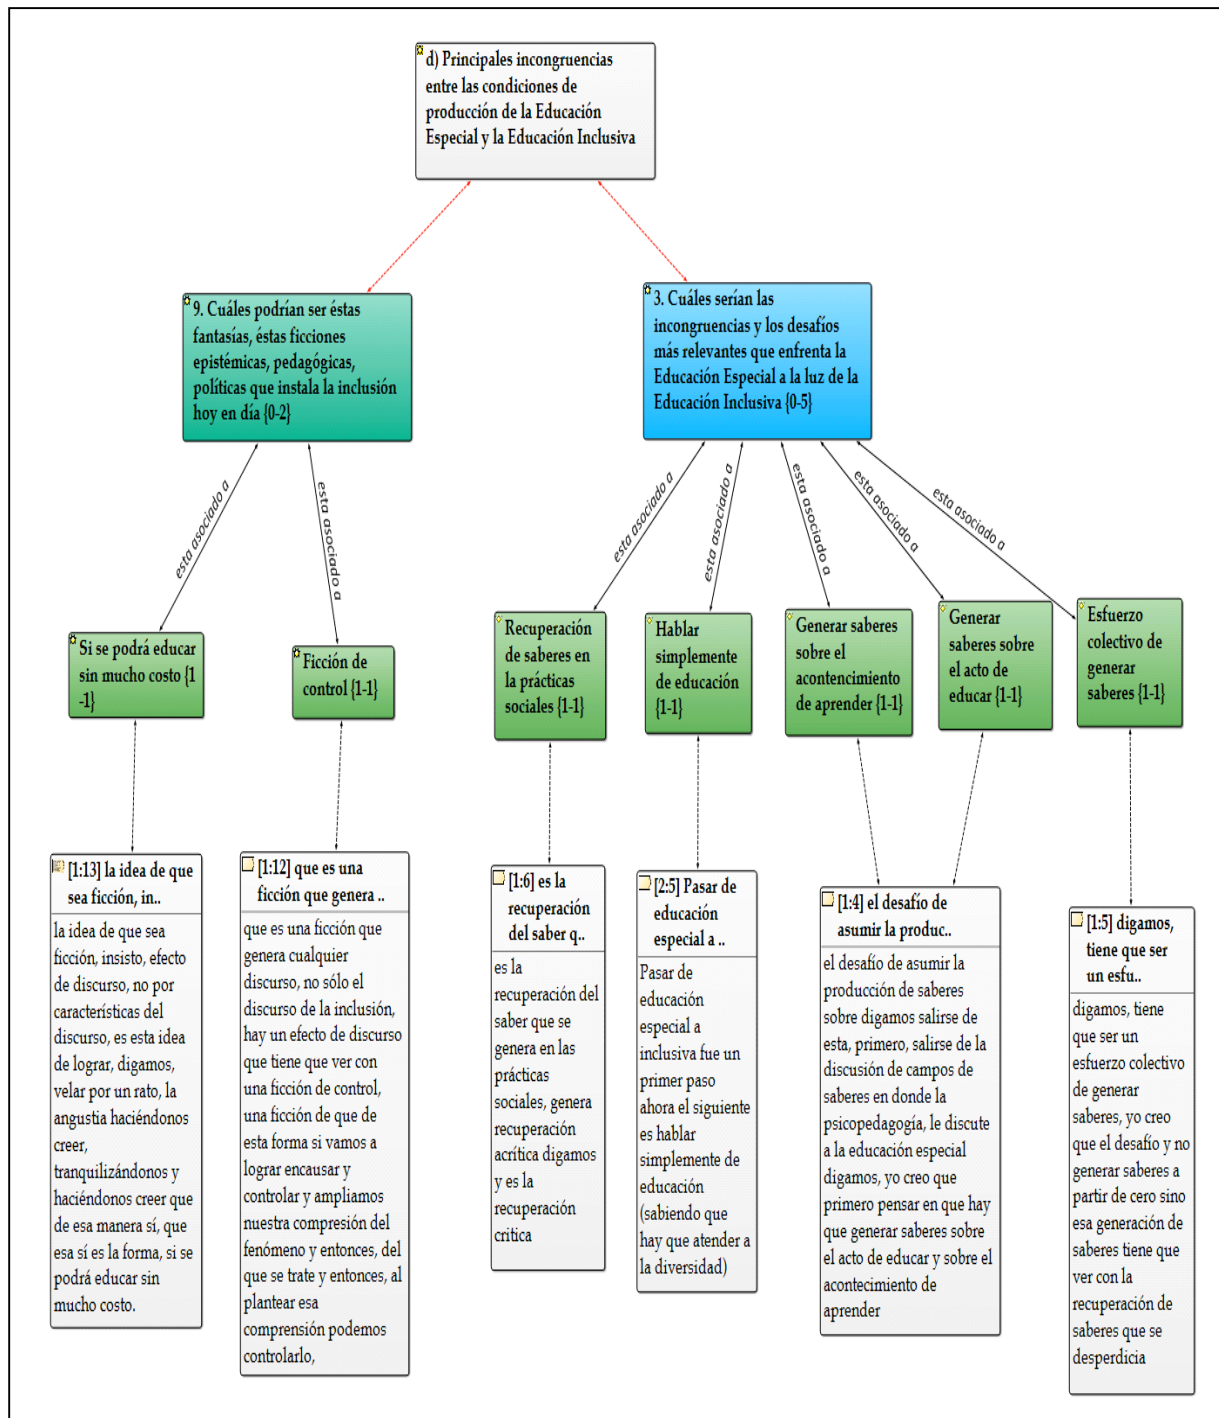 d) Principales incongruencias
entre las condiciones de
producción de la Educación
Especial y la Educación Inclusiva
9. Cuáles podrían ser éstas
fantasías, éstas ficciones
epistémicas, pedagógicas,
políticas que instala la inclusión
hoy en día {0-2}
3. Cuáles serían las
incongruencias y los desafíos
más relevantes que enfrenta la
Educación Especial a la luz de la
Educación Inclusiva {0-5}
esta asociado a
esta asociado a
esta asociado a
esta asociado a
esta asociado a
esta asociado a
esta asociado a
Si se podrá educar
sin mucho costo {1
-1}
Ficción de
control {1-1}
Recuperación
de saberes en
la prácticas
sociales {1-1}
Hablar
simplemente
de educación
{1-1}
Generar saberes
sobre el
acontencimiento
de aprender {1-1}
Generar
saberes sobre
el acto de
educar {1-1}
Esfuerzo
colectivo de
generar
saberes {1-1}
[1:13] la idea de que
sea ficción, in..
la idea de que sea
ficción, insisto, efecto
de discurso, no por
características del
discurso, es esta idea
de lograr, digamos,
velar por un rato, la
angustia haciéndonos
creer,
tranquilizándonos y
haciéndonos creer que
de esa manera sí, que
esa sí es la forma, si se
podrá educar sin
mucho costo.
[1:12] que es una
ficción que genera ..
que es una ficción que
genera cualquier
discurso, no sólo el
discurso de la inclusión,
hay un efecto de discurso
que tiene que ver con
una ficción de control,
una ficción de que de
esta forma si vamos a
lograr encausar y
controlar y ampliamos
nuestra compresión del
fenómeno y entonces, del
que se trate y entonces, al
plantear esa
comprensión podemos
controlarlo,
[1:6] es la
recuperación
del saber q..
es la
recuperación del
saber que se
genera en las
prácticas
sociales, genera
recuperación
acrítica digamos
y es la
recuperación
critica
[2:5] Pasar de
educación
especial a ..
Pasar de
educación
especial a
inclusiva fue un
primer paso
ahora el siguiente
es hablar
simplemente de
educación
(sabiendo que
hay que atender a
la diversidad)
[1:4] el desafío de
asumir la produc..
el desafío de asumir la
producción de saberes
sobre digamos salirse de
esta, primero, salirse de la
discusión de campos de
saberes en donde la
psicopedagogía, le discute
a la educación especial
digamos, yo creo que
primero pensar en que hay
que generar saberes sobre
el acto de educar y sobre el
acontecimiento de
aprender
[1:5] digamos,
tiene que ser
un esfu..
digamos, tiene
que ser un
esfuerzo colectivo
de generar
saberes, yo creo
que el desafío y no
generar saberes a
partir de cero sino
esa generación de
saberes tiene que
ver con la
recuperación de
saberes que se
desperdicia